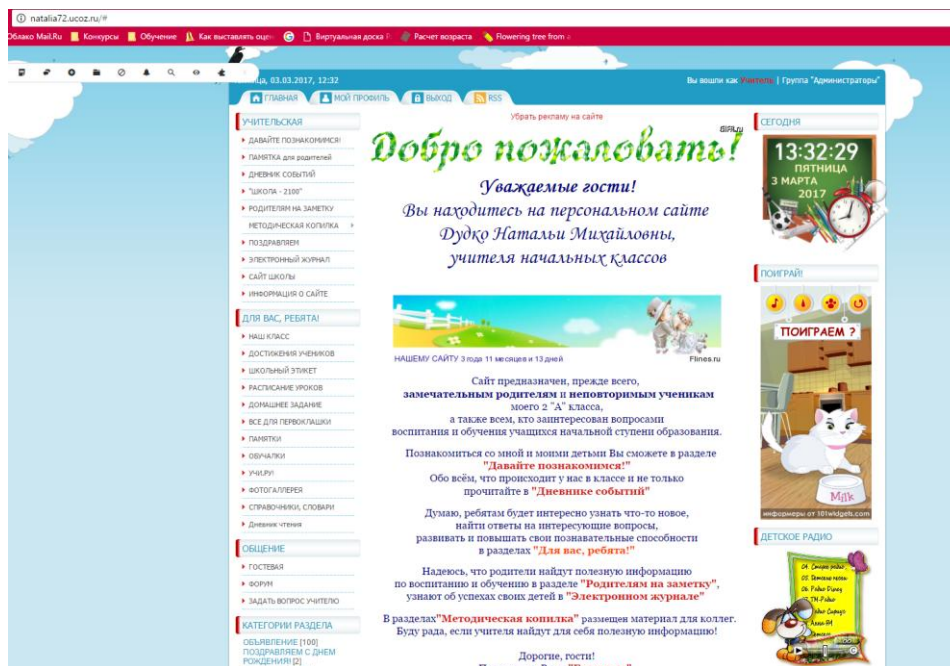 natalia72.ucoz.ru/#
Облако Mail.Ru Конкурсы Обучение Как выставлять оцен Виртуальная доска Расчет возраста Flowering tree from a
03.03.2017, 12:32
Вы вошли как Учитель | Группа "Администраторы"
ГЛАВНАЯ МОЙ ПРОФИЛЬ ВЫХОД RSS
УЧИТЕЛЬСКАЯ
ДАВАЙТЕ ПОЗНАКОМИМСЯ!
ПАМЯТКА для родителей
ДНЕВНИК СОБЫТИЙ
"ШКОЛА - 2100"
РОДИТЕЛЯМ НА ЗАМЕТКУ
МЕТОДИЧЕСКАЯ КОПИЛКА
ПОЗДРАВЛЯЕМ
ЭЛЕКТРОННЫЙ ЖУРНАЛ
САЙТ ШКОЛЫ
ИНФОРМАЦИЯ О САЙТЕ
ДЛЯ ВАС, РЕБЯТА!
НАШ КЛАСС
ДОСТИЖЕНИЯ УЧЕНИКОВ
ШКОЛЬНЫЙ ЭТИКЕТ
РАСПИСАНИЕ УРОКОВ
ДОМАШНЕЕ ЗАДАНИЕ
ВСЕ ДЛЯ ПЕРВОКЛАШКИ
ПАМЯТКИ
ОБУЧАЛКИ
УЧИ.РУ!
ФОТОГАЛЛЕРЕЯ
СПРАВОЧНИКИ, СЛОВАРИ
Дневник чтения
ОБЩЕНИЕ
ГОСТЕВАЯ
ФОРУМ
ЗАДАТЬ ВОПРОС УЧИТЕЛЮ
КАТЕГОРИИ РАЗДЕЛА
ОБЪЯВЛЕНИЕ [100]
ПОЗДРАВЛЯЕМ С ДНЕМ
РОЖДЕНИЯ! [2]
Убрать рекламу на сайте
Добро пожаловать!
Уважаемые гости!
Вы находитесь на персональном сайте
Дудко Натальи Михайловны,
учителя начальных классов
НАШЕМУ САЙТУ 3 года 11 месяцев и 13 дней
Flines.ru
Сайт предназначен, прежде всего,
замечательным родителям и неповторимым ученикам
моего 2 "А" класса,
а также всем, кто заинтересован вопросами
воспитания и обучения учащихся начальной ступени образования.
Познакомиться со мной и моими детьми Вы сможете в разделе
"Давайте познакомимся!"
Обо всём, что происходит у нас в классе и не только
прочитайте в "Дневнике событий"
Думаю, ребятам будет интересно узнать что-то новое,
найти ответы на интересующие вопросы,
развивать и повышать свои познавательные способности
в разделах "Для вас, ребята!"
Надеюсь, что родители найдут полезную информацию
по воспитанию и обучению в разделе "Родителям на заметку",
узнают об успехах своих детей в "Электронном журнале"
В разделах"Методическая копилка" размещен материал для коллег.
Буду рада, если учителя найдут для себя полезную информацию!
Дорогие, гости!
СЕГОДНЯ
13:32:29
ПЯТНИЦА
3 МАРТА
2017
ПОИГРАЙ!
ПОИГРАЕМ ?
Milk
информеры от 101widgets.com
ДЕТСКОЕ РАДИО